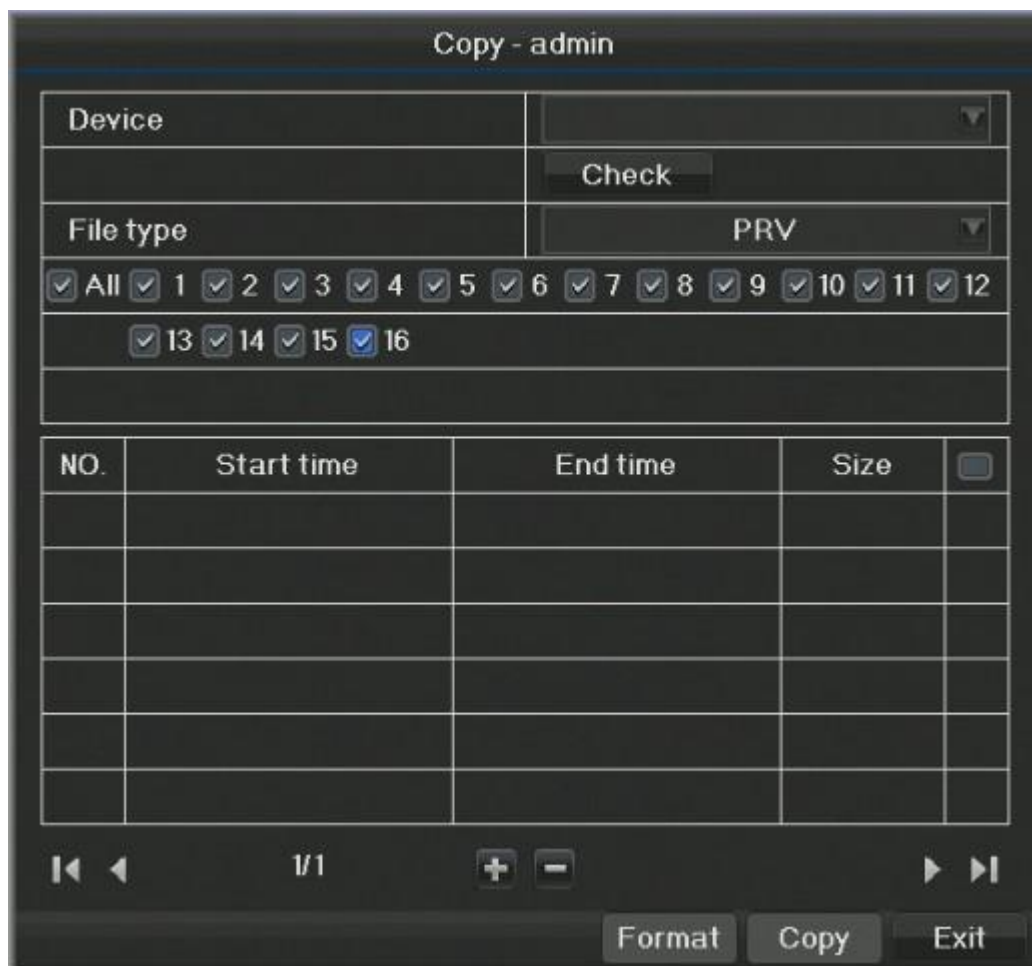 Copy - admin
Device
Check
File type PRV
All 1 2 3 4 5 6 7 8 9 10 11 12
13 14 15 16
NO. Start time End time Size
1/1
Format Copy Exit